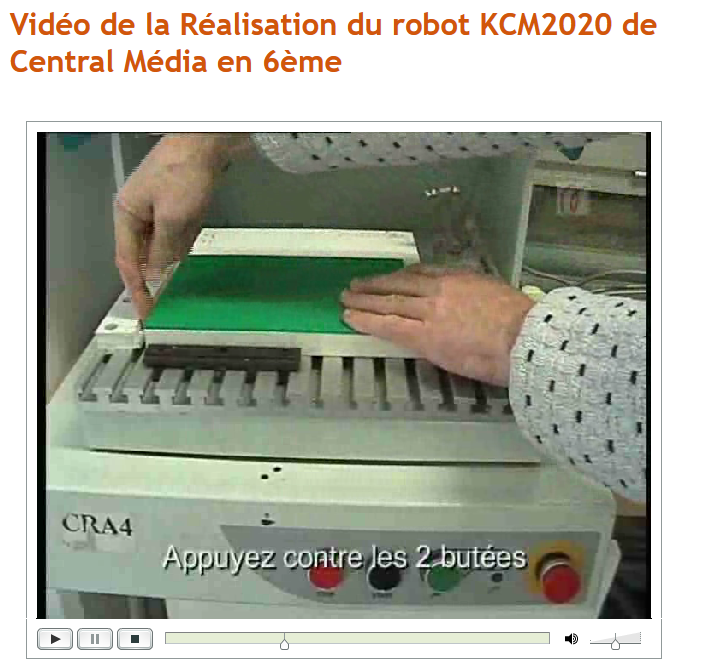 Vidéo de la Réalisation du robot KCM2020 de
Central Média en 6ème
CRA4
Appuyez contre les 2 butées